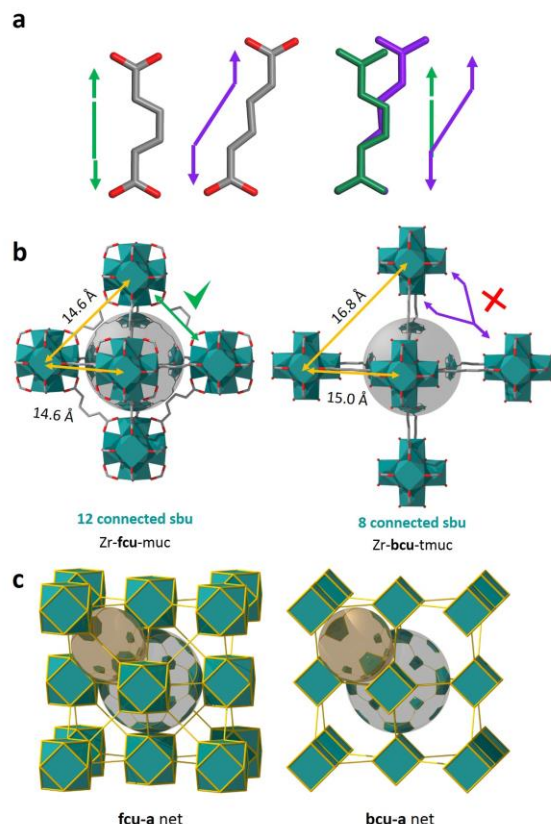 a
b
14.6 Å
14.6 Å
16.8 Å
15.0 Å
12 connected sbu
8 connected sbu
Zr-fcu-muc
Zr-bcu-tmuc
c
fcu-a net
bcu-a net